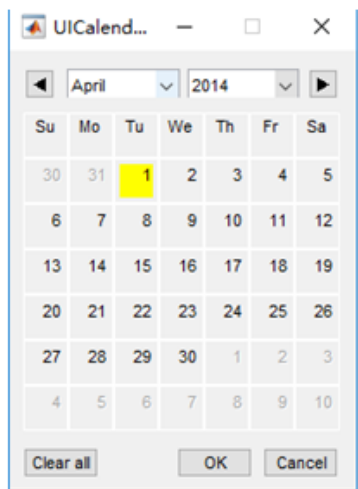 UICalend...
April 2014
Su Mo Tu We Th Fr Sa
30 31 1 2 3 4 5
6 7 8 9 10 11 12
13 14 15 16 17 18 19
20 21 22 23 24 25 26
27 28 29 30 1 2 3
4 5 6 7 8 9 10
Clear all OK Cancel